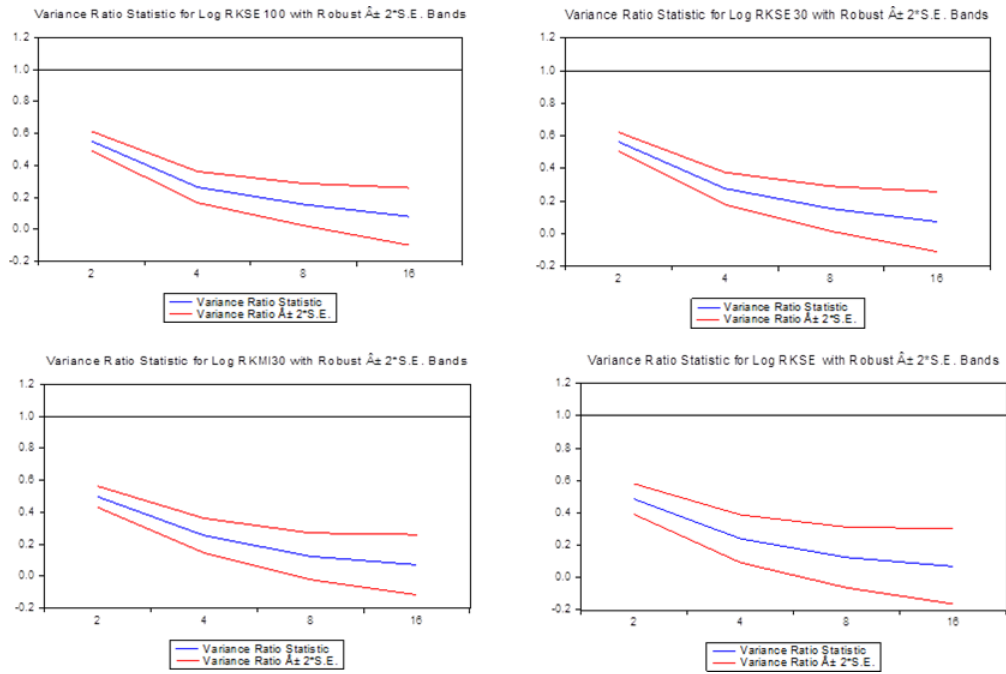 Variance Ratio Statistic for Log RKSE 100 with Robust Â± 2*S.E. Bands
1.2
1.0
0.8
0.6
0.4
0.2
0.0
-0.2
2 4 8 16
Variance Ratio Statistic
Variance Ratio Â± 2*S.E.
Variance Ratio Statistic for Log RKSE30 with Robust Â± 2*S.E. Bands
1.2
1.0
0.8
0.6
0.4
0.2
0.0
-0.2
2 4 8 16
Variance Ratio Statistic
Variance Ratio Â± 2*S.E.
Variance Ratio Statistic for Log RKMI30 with Robust Â± 2*S.E. Bands
1.2
1.0
0.8
0.6
0.4
0.2
0.0
-0.2
2 4 8 16
Variance Ratio Statistic
Variance Ratio Â± 2*S.E.
Variance Ratio Statistic for Log RKSE with Robust Â± 2*S.E. Bands
1.2
1.0
0.8
0.6
0.4
0.2
0.0
-0.2
2 4 8 16
Variance Ratio Statistic
Variance Ratio Â± 2*S.E.